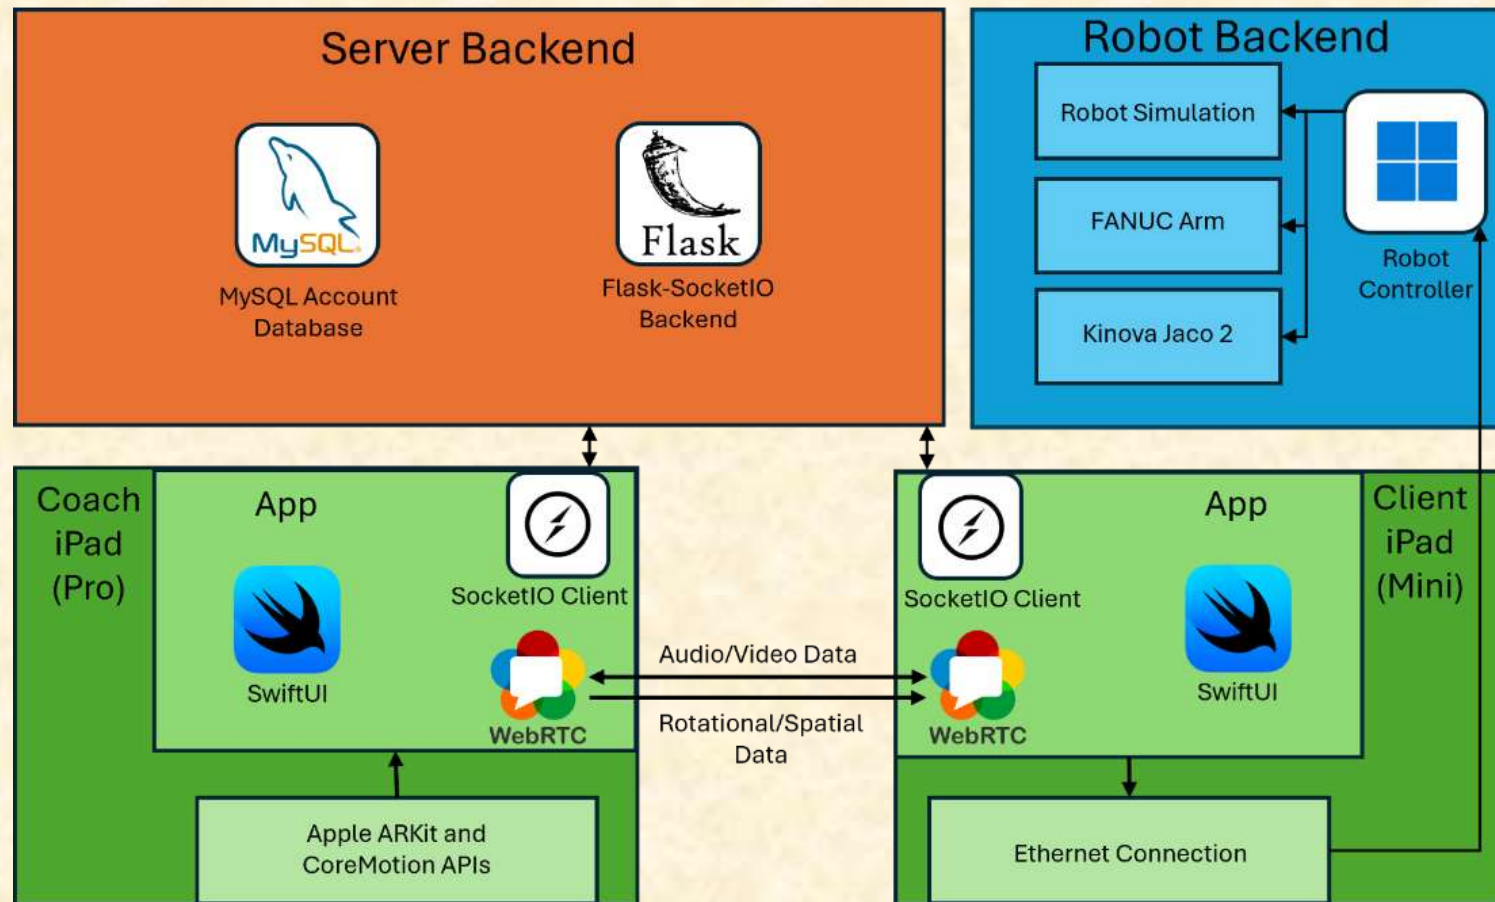 Server Backend
MySQL
MySQL Account
Database
Flask
Flask-SocketIO
Backend
Robot Backend
Robot Simulation
FANUC Arm
Kinova Jaco 2
Robot
Controller
Coach
iPad
(Pro)
App
SocketIO Client
SwiftUI
WebRTC
Apple ARKit and
CoreMotion APIs
Audio/Video Data
Rotational/Spatial
Data
App
SocketIO Client
SwiftUI
WebRTC
Client
iPad
(Mini)
Ethernet Connection